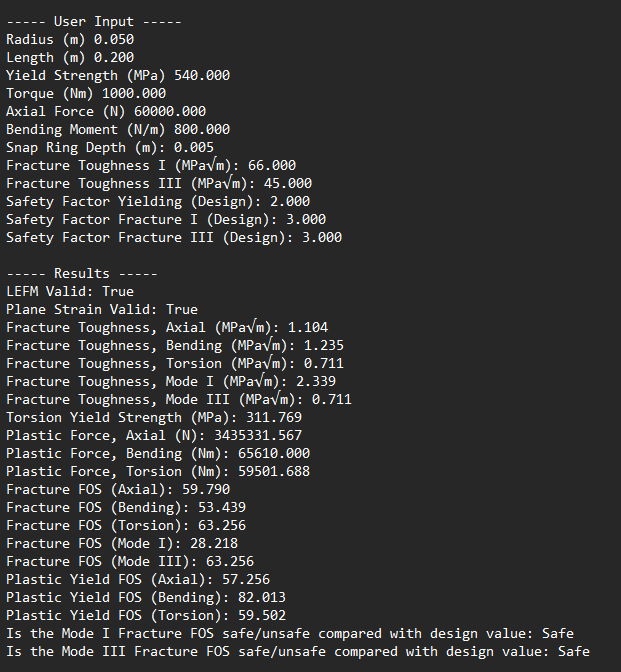 ----- User Input -----
Radius (m) 0.050
Length (m) 0.200
Yield Strength (MPa) 540.000
Torque (Nm) 1000.000
Axial Force (N) 60000.000
Bending Moment (N/m) 800.000
Snap Ring Depth (m): 0.005
Fracture Toughness I (MPa√m): 66.000
Fracture Toughness III (MPa√m): 45.000
Safety Factor Yielding (Design): 2.000
Safety Factor Fracture I (Design): 3.000
Safety Factor Fracture III (Design): 3.000
----- Results -----
LEFM Valid: True
Plane Strain Valid: True
Fracture Toughness, Axial (MPa√m): 1.104
Fracture Toughness, Bending (MPa√m): 1.235
Fracture Toughness, Torsion (MPa√m): 0.711
Fracture Toughness, Mode I (MPa√m): 2.339
Fracture Toughness, Mode III (MPa√m): 0.711
Torsion Yield Strength (MPa): 311.769
Plastic Force, Axial (N): 3435331.567
Plastic Force, Bending (Nm): 65610.000
Plastic Force, Torsion (Nm): 59501.688
Fracture FOS (Axial): 59.790
Fracture FOS (Bending): 53.439
Fracture FOS (Torsion): 63.256
Fracture FOS (Mode I): 28.218
Fracture FOS (Mode III): 63.256
Plastic Yield FOS (Axial): 57.256
Plastic Yield FOS (Bending): 82.013
Plastic Yield FOS (Torsion): 59.502
Is the Mode I Fracture FOS safe/unsafe compared with design value: Safe
Is the Mode III Fracture FOS safe/unsafe compared with design value: Safe